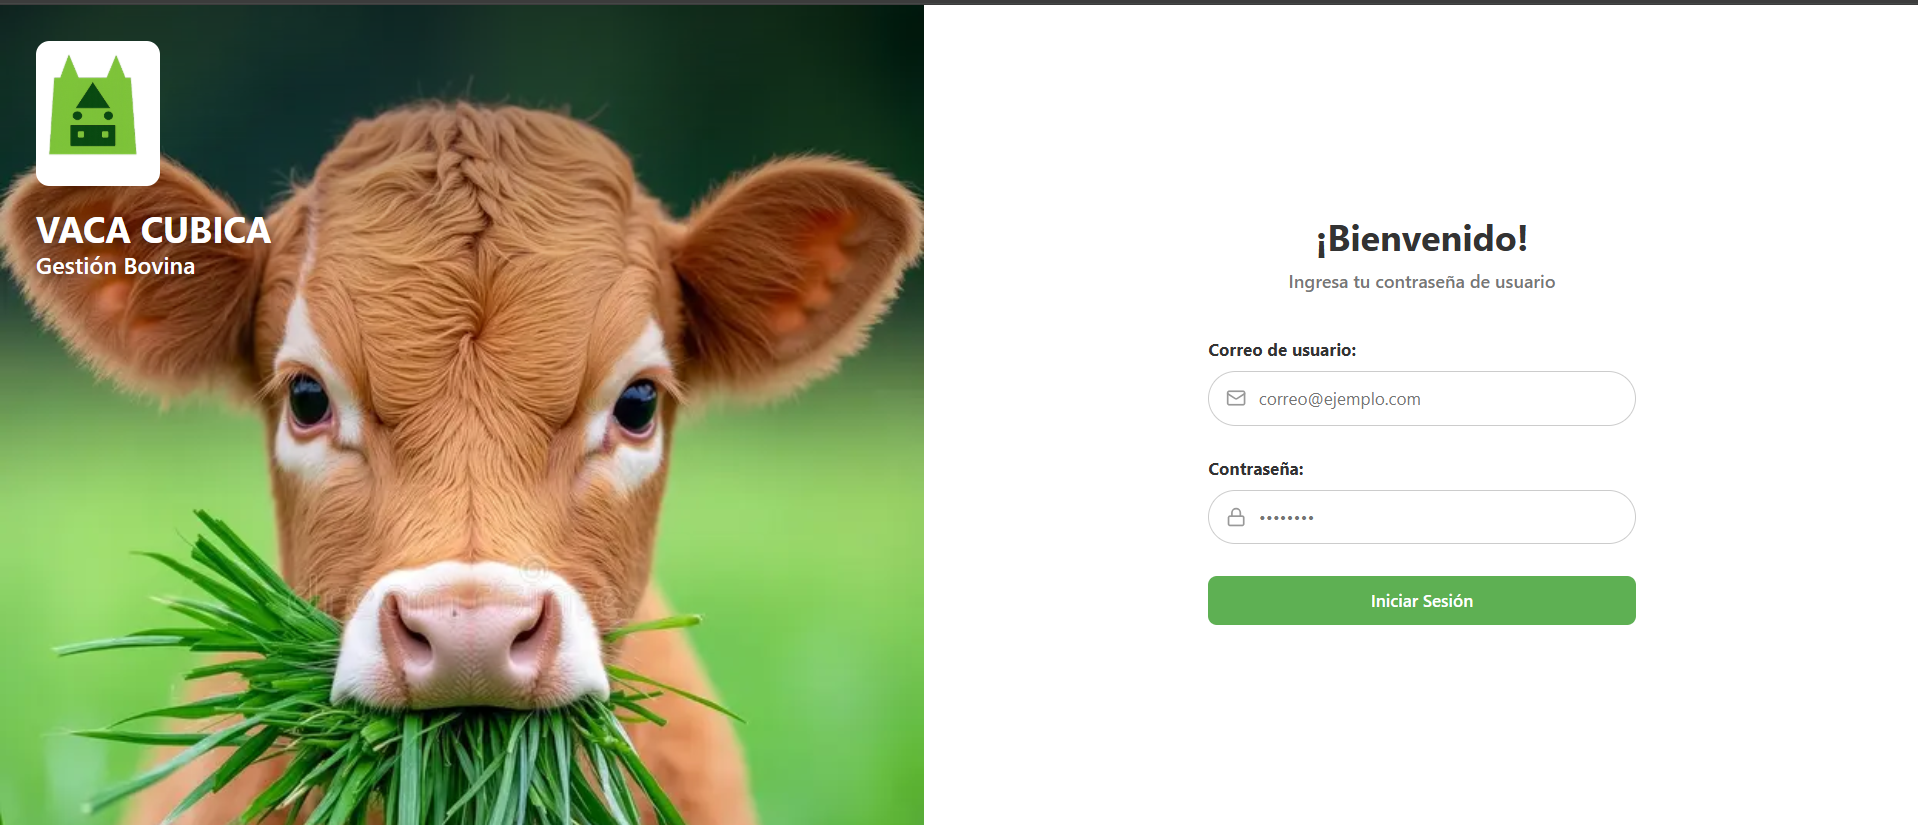 VACA CUBICA
Gestión Bovina
¡Bienvenido!
Ingresa tu contraseña de usuario
Correo de usuario:
correo@ejemplo.com
Contraseña:
••••••••
Iniciar Sesión